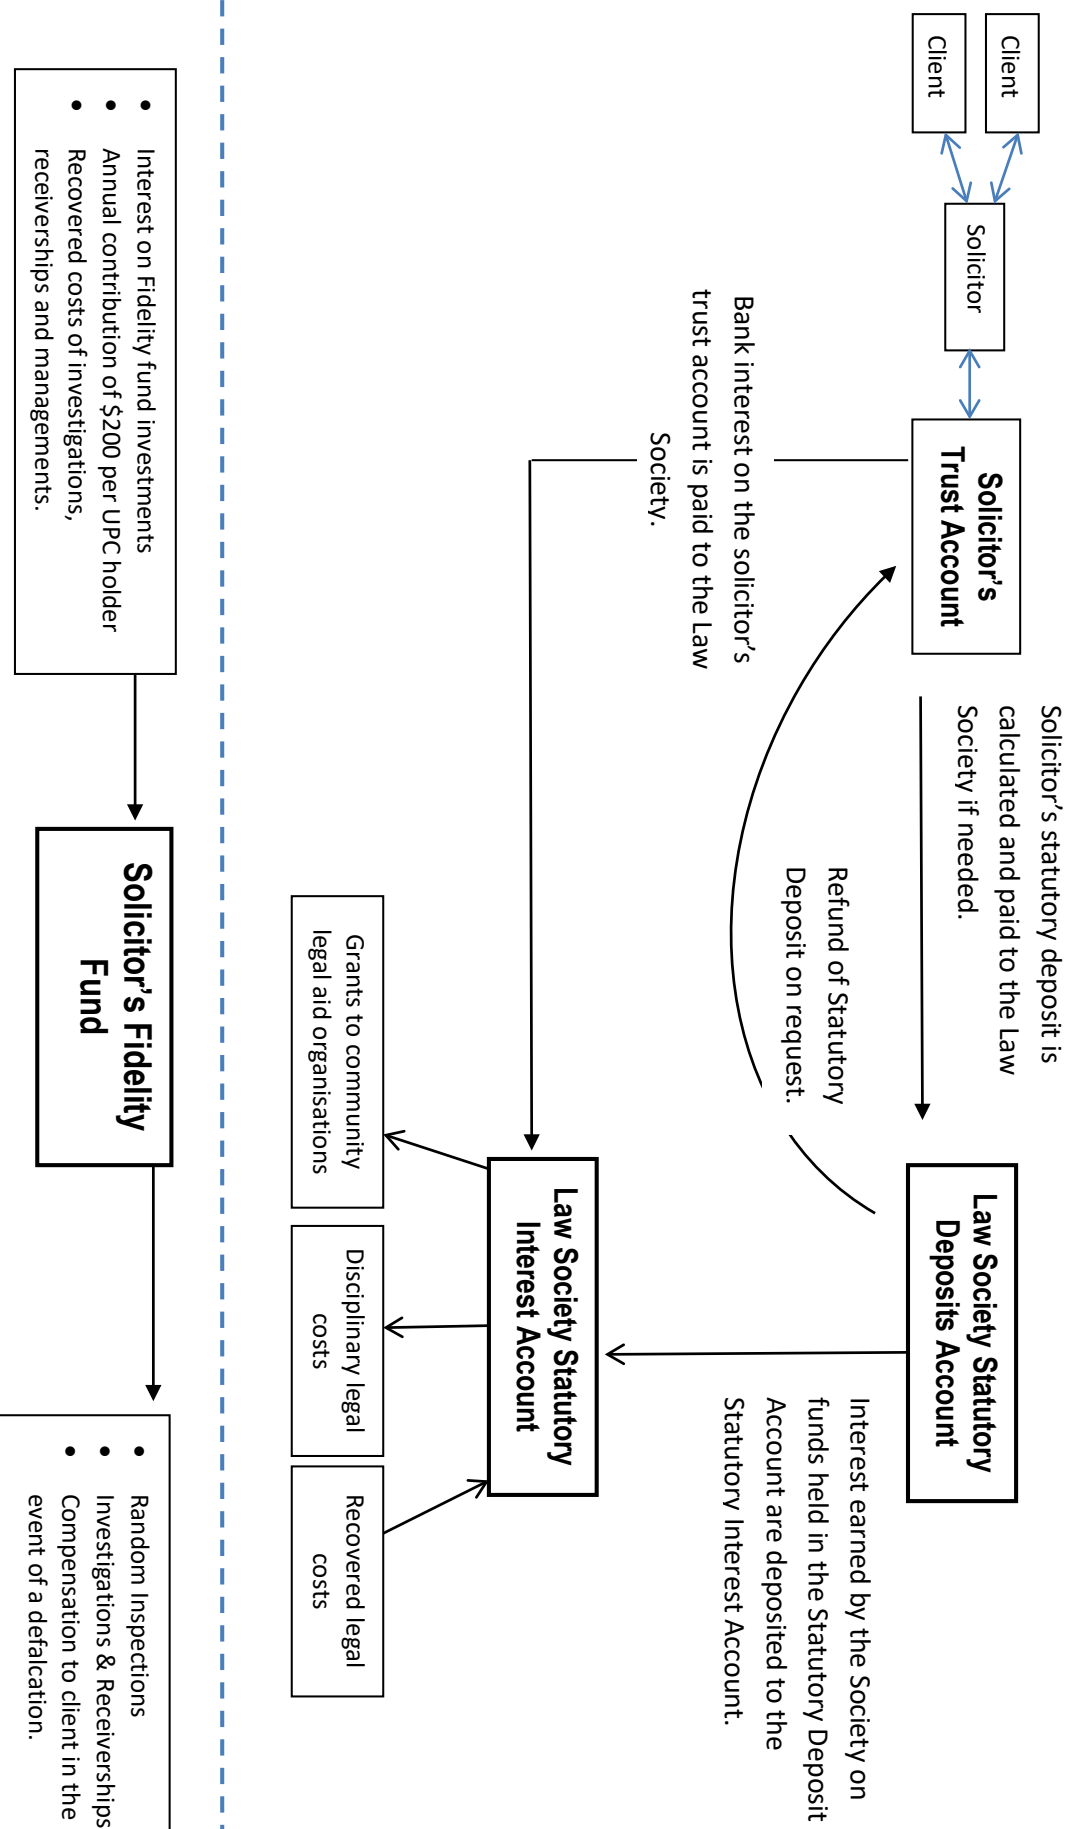 Client
Client
Solicitor
Solicitor's
Trust Account
Solicitor's statutory deposit is
calculated and paid to the Law
Society if needed.
Law Society Statutory
Deposits Account
Refund of Statutory
Deposit on request.
Bank interest on the solicitor's
trust account is paid to the Law
Society.
Interest earned by the Society on
funds held in the Statutory Deposit
Account are deposited to the
Statutory Interest Account.
Law Society Statutory
Interest Account
Grants to community
legal aid organisations
Disciplinary legal
costs
Recovered legal
costs
• Interest on Fidelity fund investments
• Annual contribution of $200 per UPC holder
• Recovered costs of investigations,
receiverships and managements.
Solicitor's Fidelity
Fund
• Random Inspections
• Investigations & Receiverships
• Compensation to client in the
event of a defalcation.